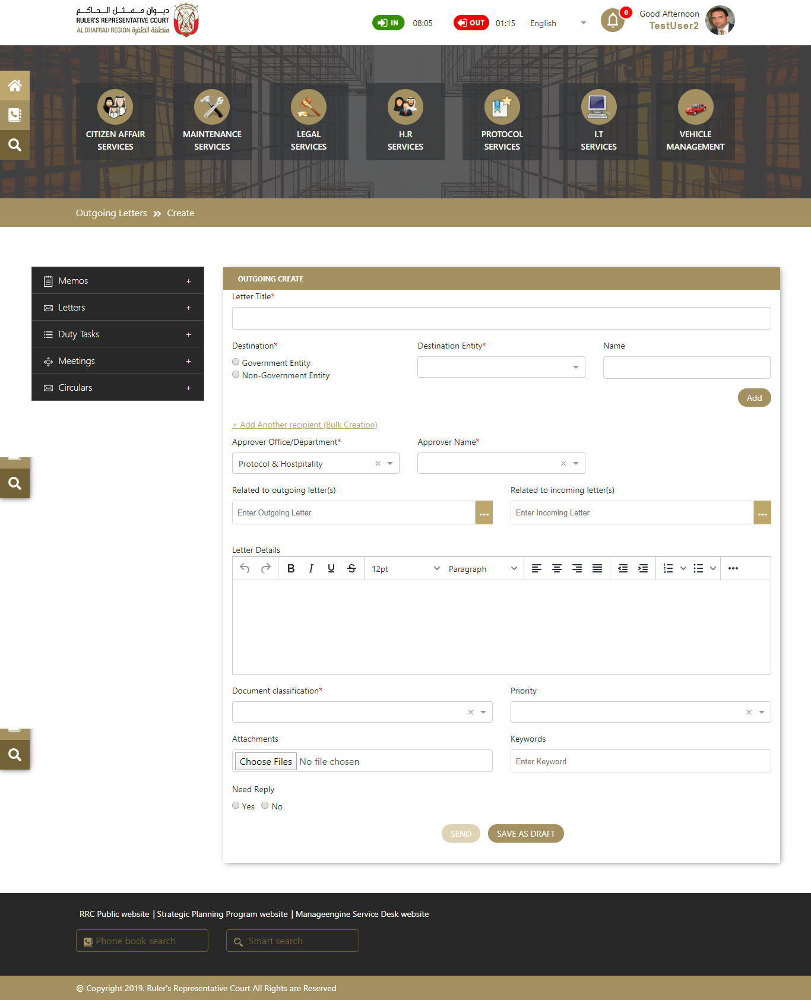 ديوان ممثل الحاكم
RULER'S REPRESENTATIVE COURT
AL DHAFRAH REGION منطقة الظفرة
IN 08:05 OUT 01:15 English 0 Good Afternoon
TestUser2
CITIZEN AFFAIR SERVICES
MAINTENANCE SERVICES
LEGAL SERVICES
H.R SERVICES
PROTOCOL SERVICES
I.T SERVICES
VEHICLE MANAGEMENT
Outgoing Letters » Create
Memos +
Letters +
Duty Tasks +
Meetings +
Circulars +
OUTGOING CREATE
Letter Title*
Destination* Destination Entity* Name
Government Entity
Non-Government Entity
Add
+ Add Another recipient (Bulk Creation)
Approver Office/Department* Approver Name*
Protocol & Hostpitality × ×
Related to outgoing letter(s) Related to incoming letter(s)
Enter Outgoing Letter ... Enter Incoming Letter ...
Letter Details
B I U S 12pt Paragraph ...
Document classification* Priority
× ×
Attachments Keywords
Choose Files No file chosen Enter Keyword
Need Reply
Yes No
SEND SAVE AS DRAFT
RRC Public website | Strategic Planning Program website | Manageengine Service Desk website
Phone book search Smart search
@ Copyright 2019. Ruler's Representative Court All Rights are Reserved